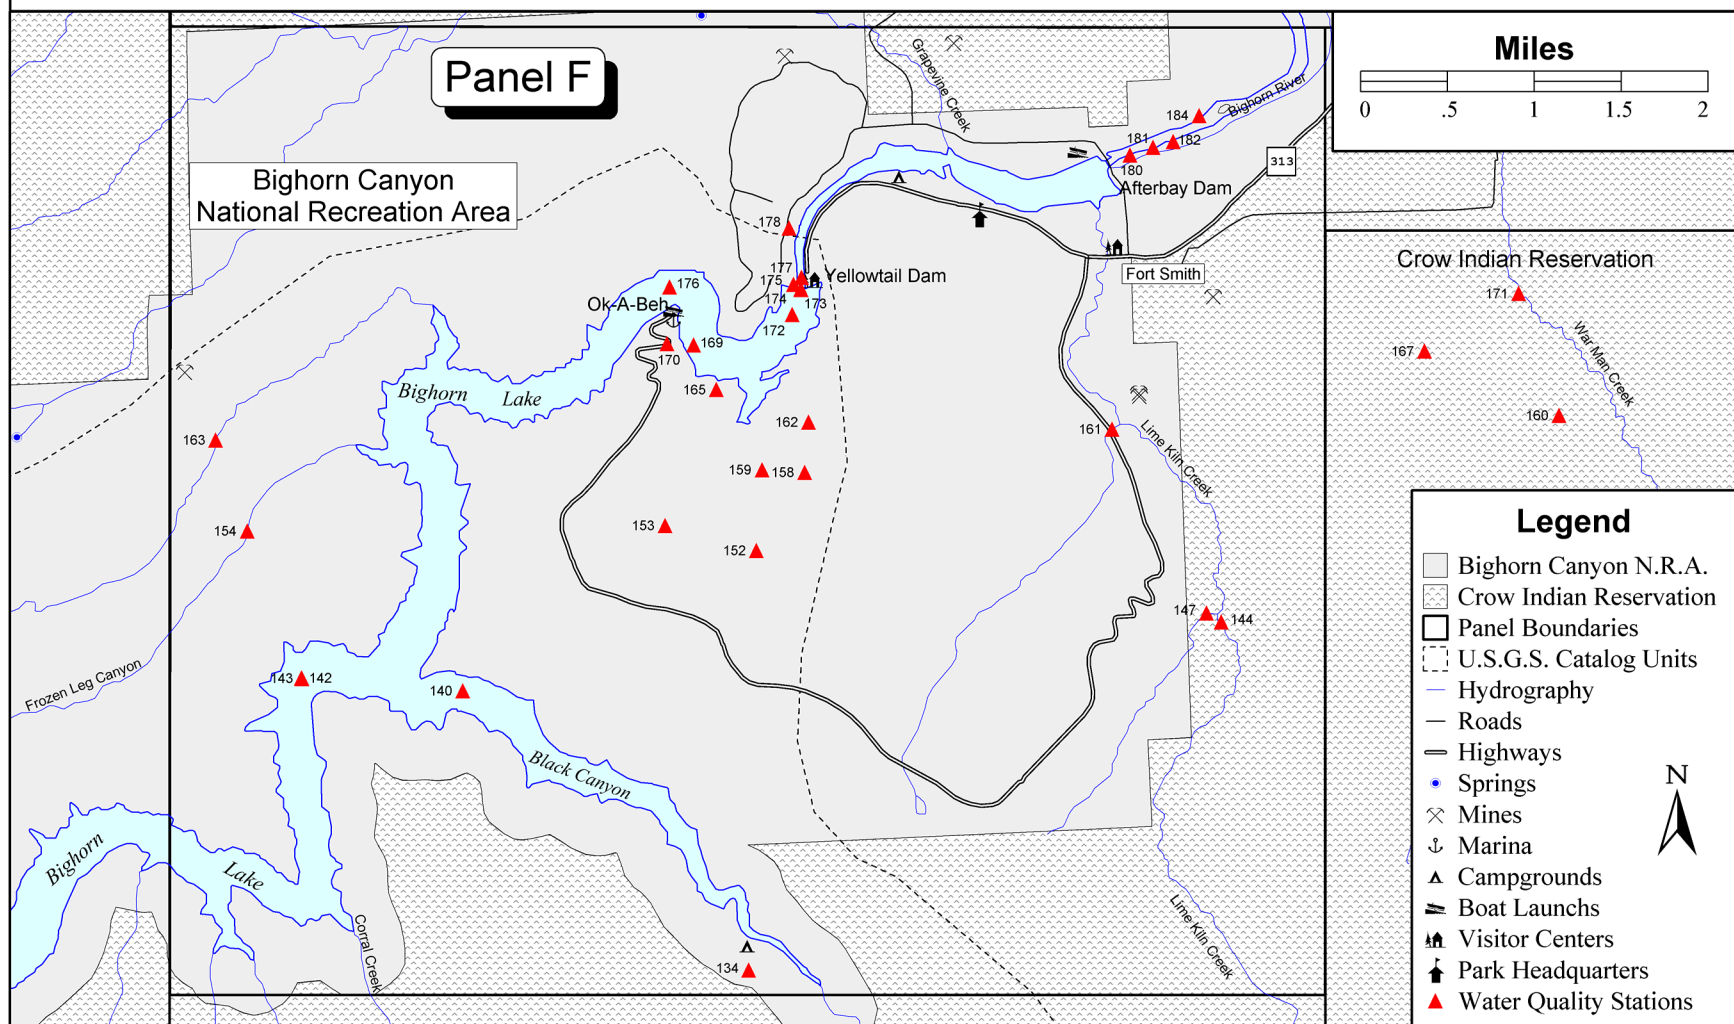 Panel F
Miles
0 .5 1 1.5 2
Grapevine Creek
Bighorn River
184
181
182
180
313
Bighorn Canyon
National Recreation Area
Afterbay Dam
178
177
175
Yellowtail Dam
174
173
176
Ok-A-Beh
172
Fort Smith
Crow Indian Reservation
171
War Man Creek
167
160
170
169
165
Bighorn Lake
162
161
Lime Kiln Creek
163
159
158
154
153
152
147
144
Frozen Leg Canyon
143
142
140
Black Canyon
Bighorn Lake
Corral Creek
Lime Kiln Creek
134
Legend
Bighorn Canyon N.R.A.
Crow Indian Reservation
Panel Boundaries
U.S.G.S. Catalog Units
Hydrography
Roads
Highways
Springs
Mines
Marina
Campgrounds
Boat Launchs
Visitor Centers
Park Headquarters
Water Quality Stations
N